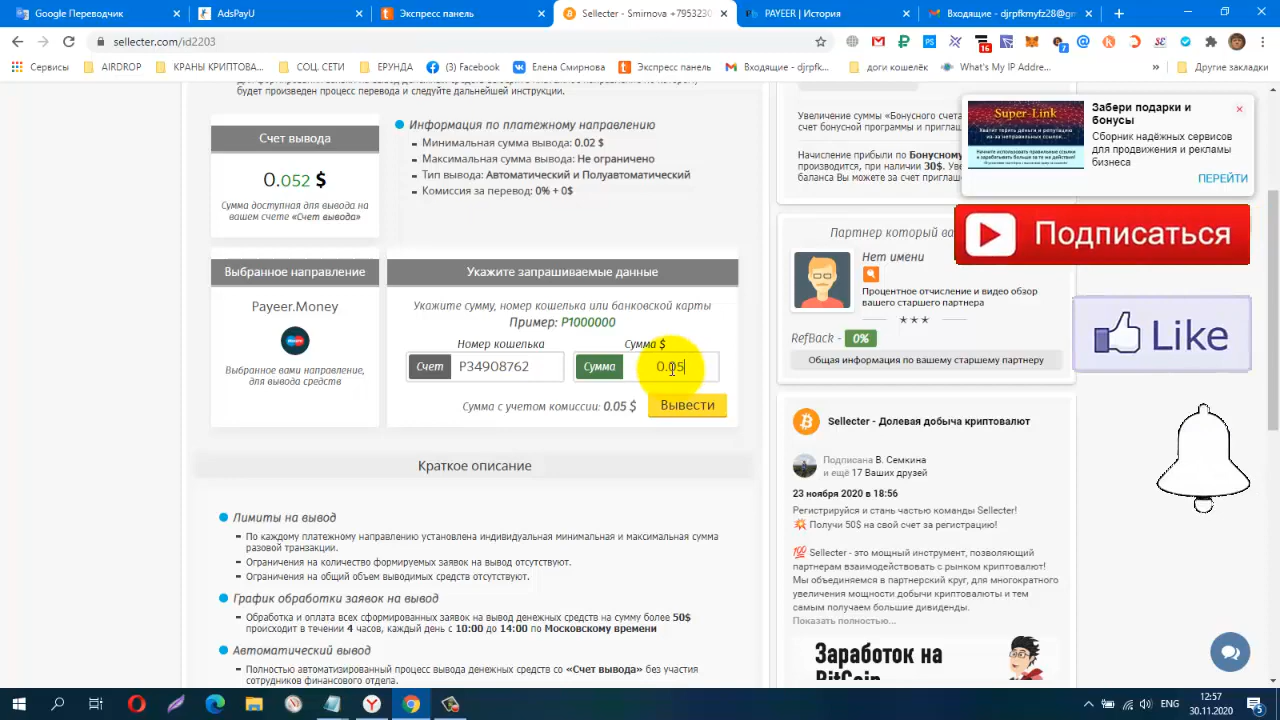 Яндекс.Переводчик
AdsPayU
Экспресс панель
Sellecter - Smirnova +7953230
PAYEER | История
Входящие - djrpfkmyfz28@gm
sellecter.com/id2203
16
7
Сервисы
AIRDROP
КРАНЫ КРИПТОВА...
СОЦ. СЕТИ
ЕРУНДА
(3) Facebook
Елена Смирнова
Экспресс панель
Входящие - djrpfk...
доги кошелёк
What's My IP Addre...
»
Другие закладки
будет произведен процесс перевода и следуйте дальнейшей инструкции.
Счет вывода
0.052 $
Сумма доступная для вывода на
вашем счете «Счет вывода»
Информация по платежному направлению
Минимальная сумма вывода: 0.02 $
Максимальная сумма вывода: Не ограничено
Тип вывода: Автоматический и Полуавтоматический
Комиссия за перевод: 0% + 0$
Выбранное направление
Payeer.Money
Выбранное вами направление,
для вывода средств
Укажите запрашиваемые данные
Укажите сумму, номер кошелька или банковской карты
Пример: P1000000
Номер кошелька
Сумма $
Счет
P34908762
Сумма
0.05
Сумма с учетом комиссии: 0.05 $
Вывести
Краткое описание
Лимиты на вывод
По каждому платежному направлению установлена индивидуальная минимальная и максимальная сумма
разовой транзакции.
Ограничения на количество формируемых заявок на вывод отсутствуют.
Ограничения на общий объем выводимых средств отсутствуют.
График обработки заявок на вывод
Обработка и оплата всех сформированных заявок на вывод денежных средств на сумму более 50$
происходит в течении 4 часов, каждый день с 10:00 до 14:00 по Московскому времени
Автоматический вывод
Полностью автоматизированный процесс вывода денежных средств со «Счет вывода» без участия
сотрудников финансового отдела.
Увеличение суммы «Бонусного счета
счет бонусной программы и приглаш
Начисление прибыли по Бонусному
производится, при наличии 30$. Увел
баланса Вы можете за счет приглаше
Super-Link
Забери подарки и
бонусы
Сборник надёжных сервисов
для продвижения и рекламы
бизнеса
ПЕРЕЙТИ
Подписаться
Партнер который ва
Нет имени
Процентное отчисление и видео обзор
вашего старшего партнера
RefBack - 0%
Общая информация по вашему старшему партнеру
Like
Sellecter - Долевая добыча криптовалют
Подписана В. Семкина
и ещё 17 Ваших друзей
23 ноября 2020 в 18:56
Регистрируйся и стань частью команды Sellecter!
💥 Получи 50$ на свой счет за регистрацию!
💯 Sellecter - это мощный инструмент, позволяющий
партнерам взаимодействовать с рынком криптовалют!
Мы объединяемся в партнерский круг, для многократного
увеличения мощности добычи криптовалюты и тем
самым получаем большие дивиденды.
Показать полностью...
Заработок на
BitCoin
ENG
12:57
30.11.2020
5